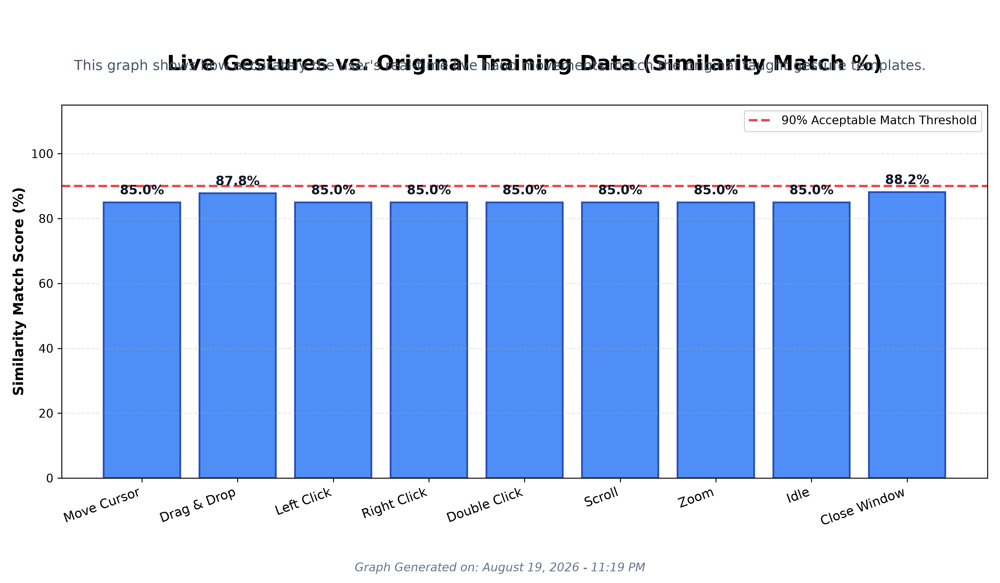 Live Gestures vs. Original Training Data (Similarity Match %)
This graph shows how accurately the user's real-time live hand movements match the original taught gesture templates.
90% Acceptable Match Threshold
Similarity Match Score (%)
100
80
60
40
20
0
85.0%
87.8%
85.0%
85.0%
85.0%
85.0%
85.0%
85.0%
88.2%
Move Cursor
Drag & Drop
Left Click
Right Click
Double Click
Scroll
Zoom
Idle
Close Window
Graph Generated on: August 19, 2026 - 11:19 PM